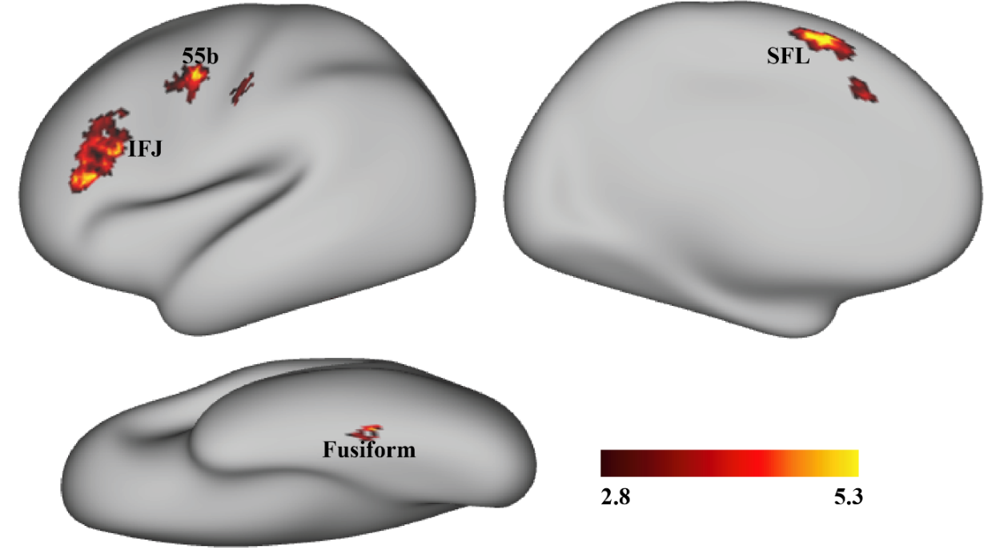 55b
SFL
IFJ
Fusiform
2.8
5.3